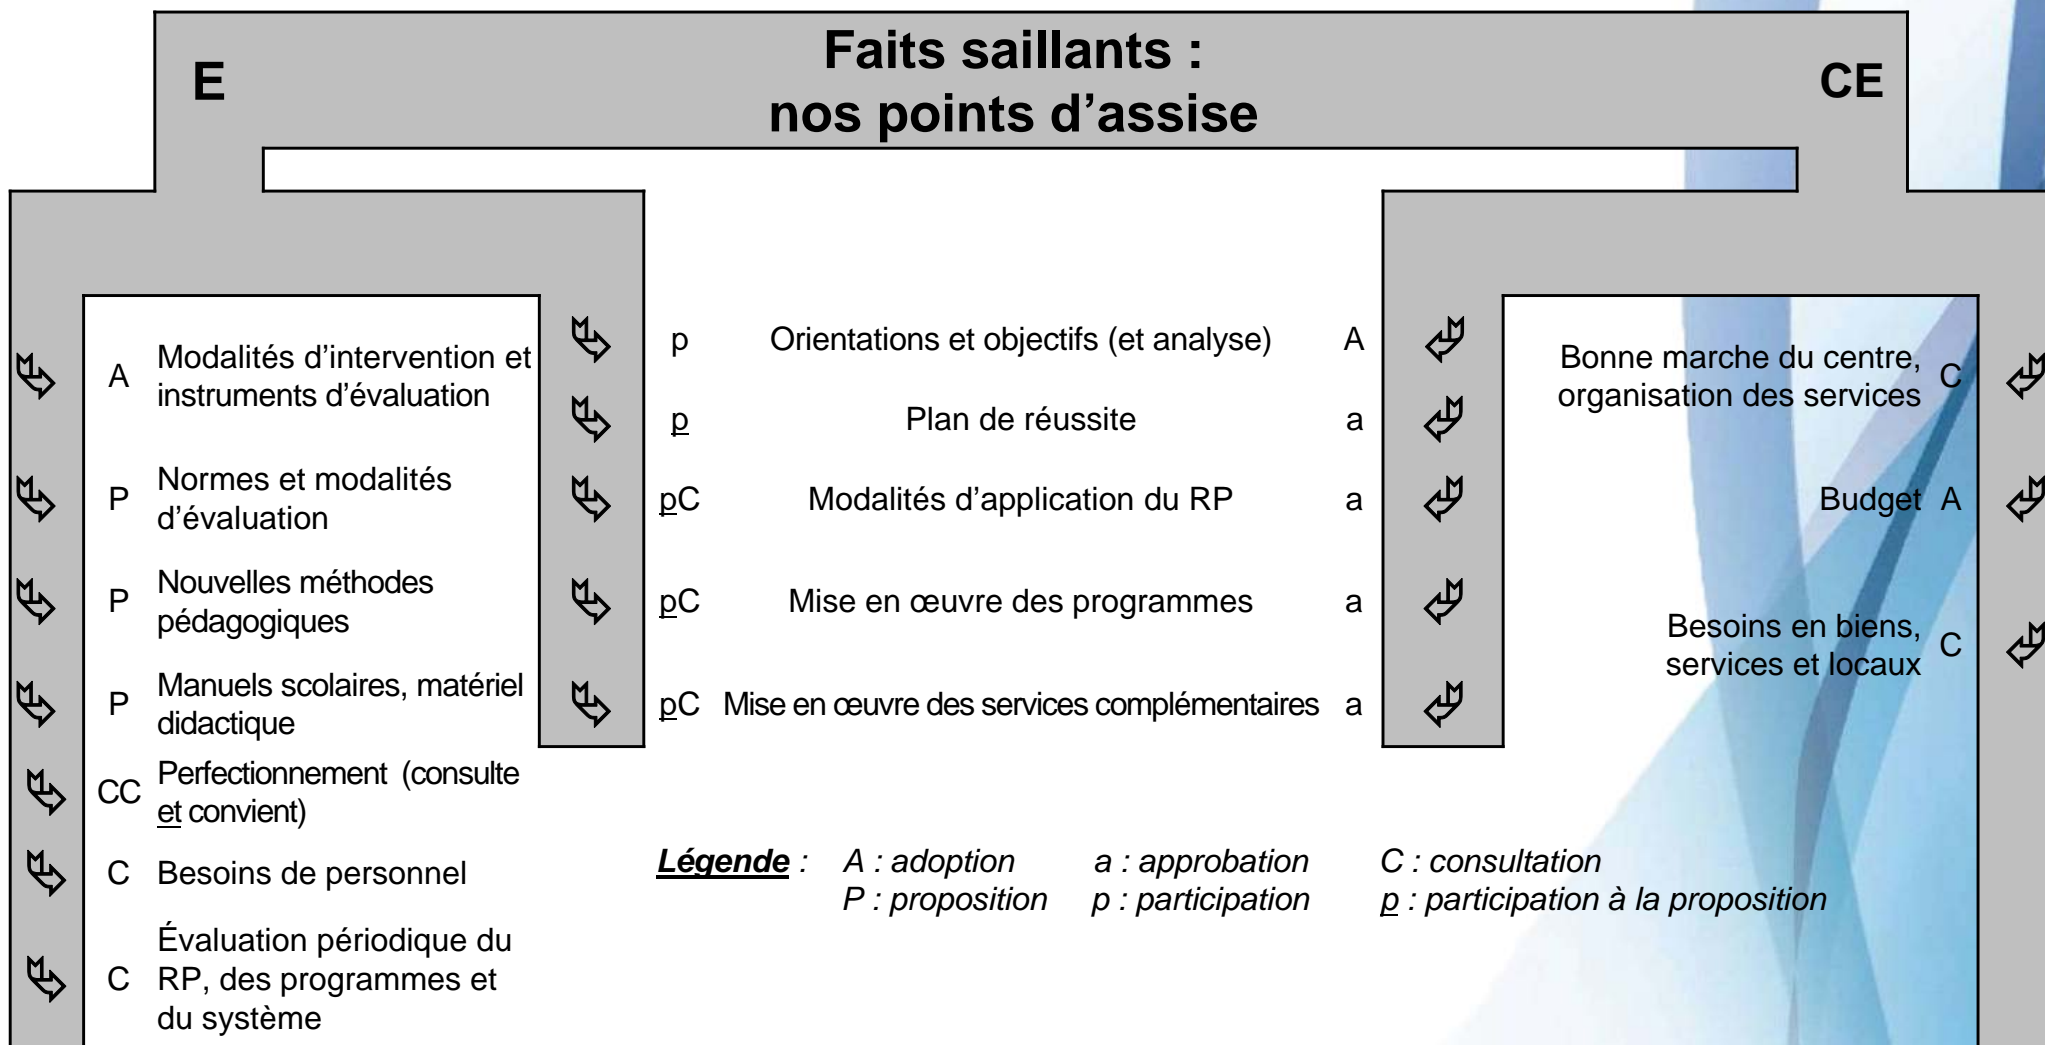 E
Faits saillants :
nos points d’assise
CE
A
Modalités d’intervention et
instruments d’évaluation
P
Normes et modalités
d’évaluation
P
Nouvelles méthodes
pédagogiques
P
Manuels scolaires, matériel
didactique
CC
Perfectionnement (consulte
et convient)
C Besoins de personnel
C
Évaluation périodique du
RP, des programmes et
du système
p Orientations et objectifs (et analyse) A
p Plan de réussite a
pC Modalités d’application du RP a
pC Mise en œuvre des programmes a
pC Mise en œuvre des services complémentaires a
Bonne marche du centre,
organisation des services
C
Budget A
Besoins en biens,
services et locaux
C
Légende : A : adoption a : approbation C : consultation
P : proposition p : participation p : participation à la proposition